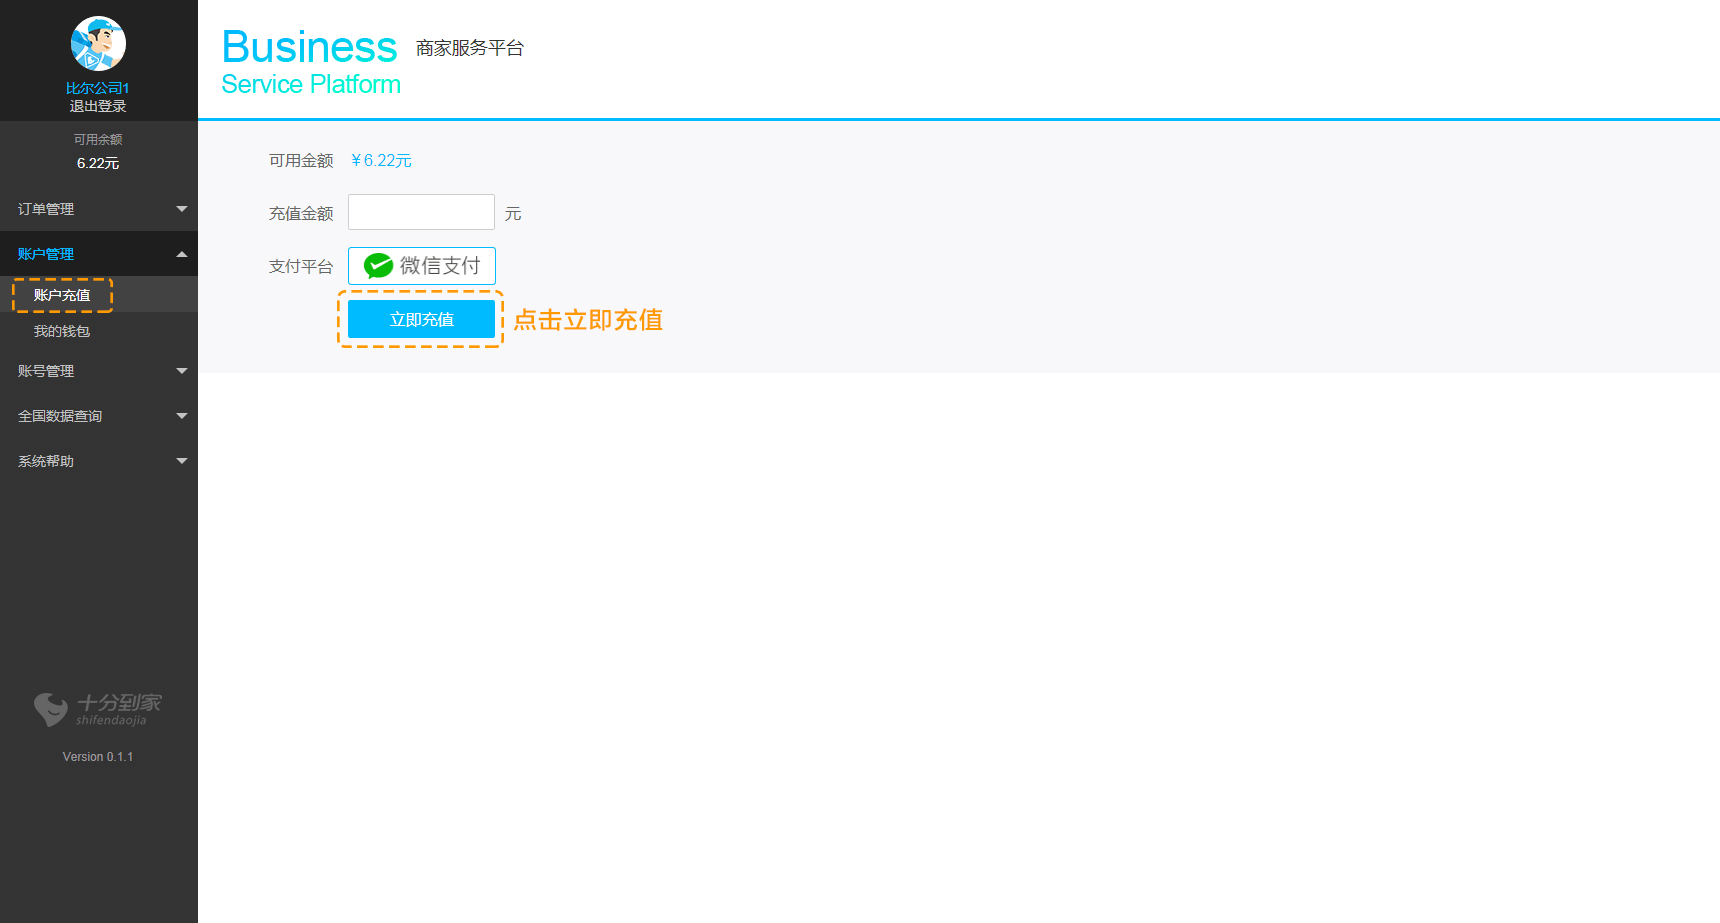 比尔公司1
退出登录
可用余额
6.22元
订单管理
账户管理
账户充值
我的钱包
账号管理
全国数据查询
系统帮助
十分到家
shifendaojia
Version 0.1.1
Business 商家服务平台
Service Platform
可用金额 ¥6.22元
充值金额 元
支付平台 微信支付
立即充值 点击立即充值